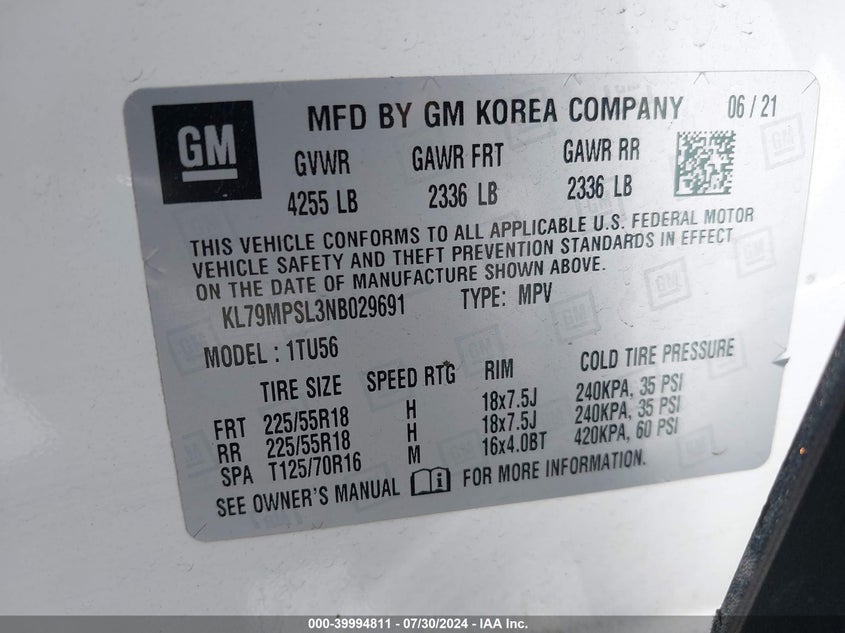 GM
MFD BY GM KOREA COMPANY 06 / 21
GVWR GAWR FRT GAWR RR
4255 LB 2336 LB 2336 LB
THIS VEHICLE CONFORMS TO ALL APPLICABLE U.S. FEDERAL MOTOR
VEHICLE SAFETY AND THEFT PREVENTION STANDARDS IN EFFECT
ON THE DATE OF MANUFACTURE SHOWN ABOVE.
KL79MPSL3NB029691 TYPE: MPV
MODEL : 1TU56
TIRE SIZE SPEED RTG RIM COLD TIRE PRESSURE
FRT 225/55R18 H 18x7.5J 240KPA, 35 PSI
RR 225/55R18 H 18x7.5J 240KPA, 35 PSI
SPA T125/70R16 M 16x4.0BT 420KPA, 60 PSI
SEE OWNER'S MANUAL FOR MORE INFORMATION.
000-39994811 - 07/30/2024 - IAA Inc.